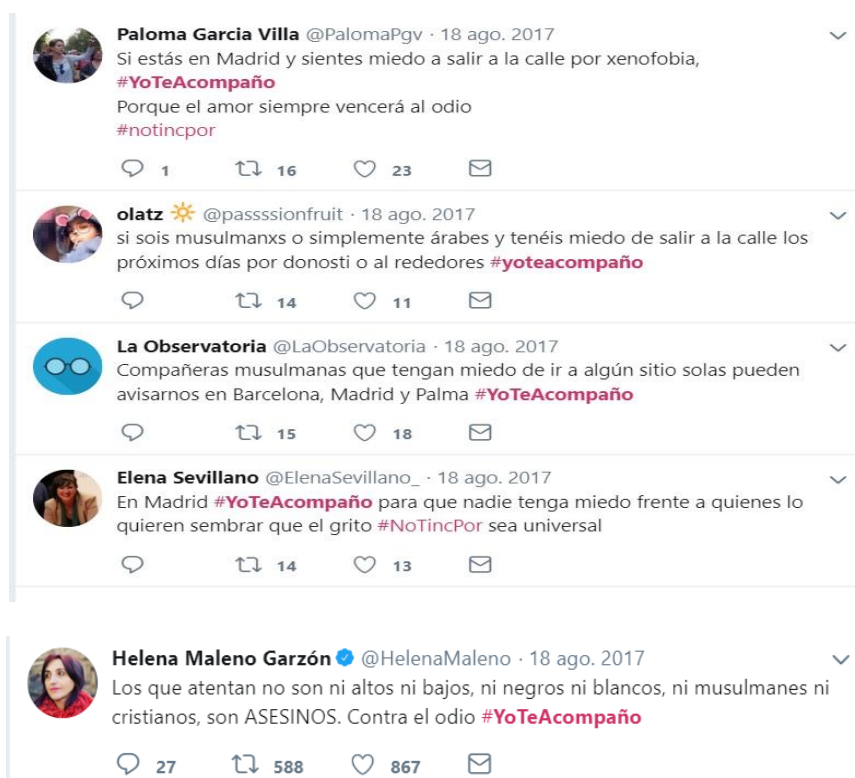 Paloma Garcia Villa @PalomaPgv · 18 ago. 2017
Si estás en Madrid y sientes miedo a salir a la calle por xenofobia,
#YoTeAcompaño
Porque el amor siempre vencerá al odio
#notincpor
1 16 23
olatz @passssionfruit · 18 ago. 2017
si sois musulmanxs o simplemente árabes y tenéis miedo de salir a la calle los
próximos días por donosti o al rededores #yoteacompaño
14 11
La Observatoria @LaObservatoria · 18 ago. 2017
Compañeras musulmanas que tengan miedo de ir a algún sitio solas pueden
avisarnos en Barcelona, Madrid y Palma #YoTeAcompaño
15 18
Elena Sevillano @ElenaSevillano_ · 18 ago. 2017
En Madrid #YoTeAcompaño para que nadie tenga miedo frente a quienes lo
quieren sembrar que el grito #NoTincPor sea universal
14 13
Helena Maleno Garzón @HelenaMaleno · 18 ago. 2017
Los que atentan no son ni altos ni bajos, ni negros ni blancos, ni musulmanes ni
cristianos, son ASESINOS. Contra el odio #YoTeAcompaño
27 588 867